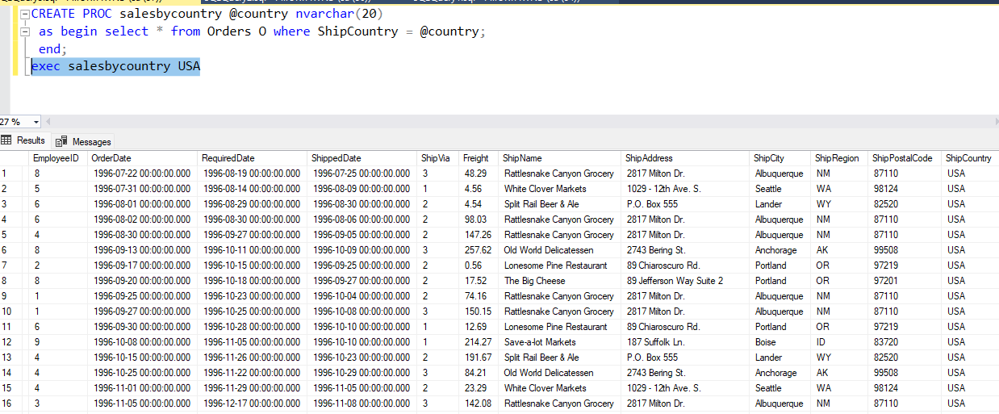 CREATE PROC salesbycountry @country nvarchar(20)
as begin select * from Orders O where ShipCountry = @country;
end;
exec salesbycountry USA
27 %
Results Messages
EmployeeID OrderDate RequiredDate ShippedDate ShipVia Freight ShipName ShipAddress ShipCity ShipRegion ShipPostalCode ShipCountry
1 8 1996-07-22 00:00:00.000 1996-08-19 00:00:00.000 1996-07-25 00:00:00.000 3 48.29 Rattlesnake Canyon Grocery 2817 Milton Dr. Albuquerque NM 87110 USA
2 5 1996-07-31 00:00:00.000 1996-08-14 00:00:00.000 1996-08-09 00:00:00.000 1 4.56 White Clover Markets 1029 - 12th Ave. S. Seattle WA 98124 USA
3 6 1996-08-01 00:00:00.000 1996-08-29 00:00:00.000 1996-08-30 00:00:00.000 2 4.54 Split Rail Beer & Ale P.O. Box 555 Lander WY 82520 USA
4 6 1996-08-02 00:00:00.000 1996-08-30 00:00:00.000 1996-08-06 00:00:00.000 2 98.03 Rattlesnake Canyon Grocery 2817 Milton Dr. Albuquerque NM 87110 USA
5 4 1996-08-30 00:00:00.000 1996-09-27 00:00:00.000 1996-09-05 00:00:00.000 2 147.26 Rattlesnake Canyon Grocery 2817 Milton Dr. Albuquerque NM 87110 USA
6 8 1996-09-13 00:00:00.000 1996-10-11 00:00:00.000 1996-10-09 00:00:00.000 3 257.62 Old World Delicatessen 2743 Bering St. Anchorage AK 99508 USA
7 2 1996-09-17 00:00:00.000 1996-10-15 00:00:00.000 1996-09-25 00:00:00.000 2 0.56 Lonesome Pine Restaurant 89 Chiaroscuro Rd. Portland OR 97219 USA
8 8 1996-09-20 00:00:00.000 1996-10-18 00:00:00.000 1996-09-27 00:00:00.000 2 17.52 The Big Cheese 89 Jefferson Way Suite 2 Portland OR 97201 USA
9 1 1996-09-25 00:00:00.000 1996-10-23 00:00:00.000 1996-10-04 00:00:00.000 2 74.16 Rattlesnake Canyon Grocery 2817 Milton Dr. Albuquerque NM 87110 USA
10 1 1996-09-27 00:00:00.000 1996-10-25 00:00:00.000 1996-10-08 00:00:00.000 3 150.15 Rattlesnake Canyon Grocery 2817 Milton Dr. Albuquerque NM 87110 USA
11 6 1996-09-30 00:00:00.000 1996-10-28 00:00:00.000 1996-10-10 00:00:00.000 1 12.69 Lonesome Pine Restaurant 89 Chiaroscuro Rd. Portland OR 97219 USA
12 9 1996-10-08 00:00:00.000 1996-11-05 00:00:00.000 1996-10-10 00:00:00.000 1 214.27 Save-a-lot Markets 187 Suffolk Ln. Boise ID 83720 USA
13 4 1996-10-15 00:00:00.000 1996-11-26 00:00:00.000 1996-10-23 00:00:00.000 2 191.67 Split Rail Beer & Ale P.O. Box 555 Lander WY 82520 USA
14 4 1996-10-25 00:00:00.000 1996-11-22 00:00:00.000 1996-10-29 00:00:00.000 3 84.21 Old World Delicatessen 2743 Bering St. Anchorage AK 99508 USA
15 4 1996-11-01 00:00:00.000 1996-11-29 00:00:00.000 1996-11-05 00:00:00.000 2 23.29 White Clover Markets 1029 - 12th Ave. S. Seattle WA 98124 USA
16 3 1996-11-05 00:00:00.000 1996-12-17 00:00:00.000 1996-11-08 00:00:00.000 3 142.08 Rattlesnake Canyon Grocery 2817 Milton Dr. Albuquerque NM 87110 USA